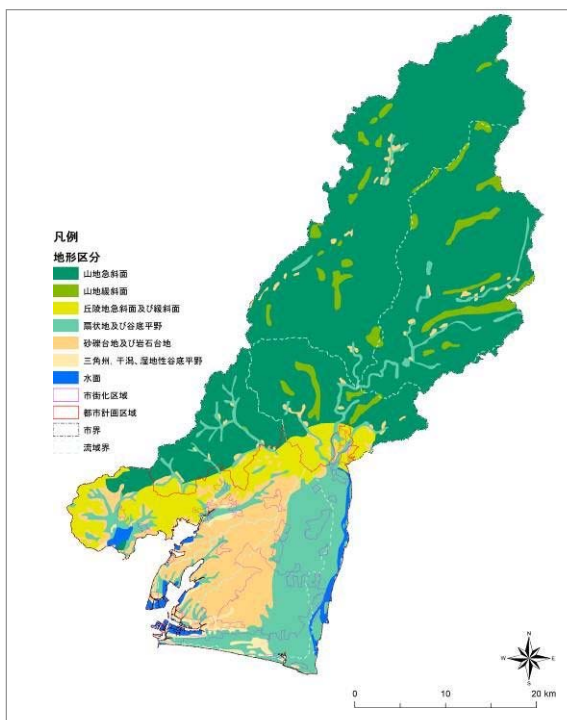 凡例
地形区分
山地急斜面
山地緩斜面
丘陵地急斜面及び緩斜面
扇状地及び谷底平野
砂礫台地及び岩石台地
三角州、干潟、湿地性谷底平野
水面
市街化区域
都市計画区域
市界
流域界
N
W
E
S
0
10
20 km